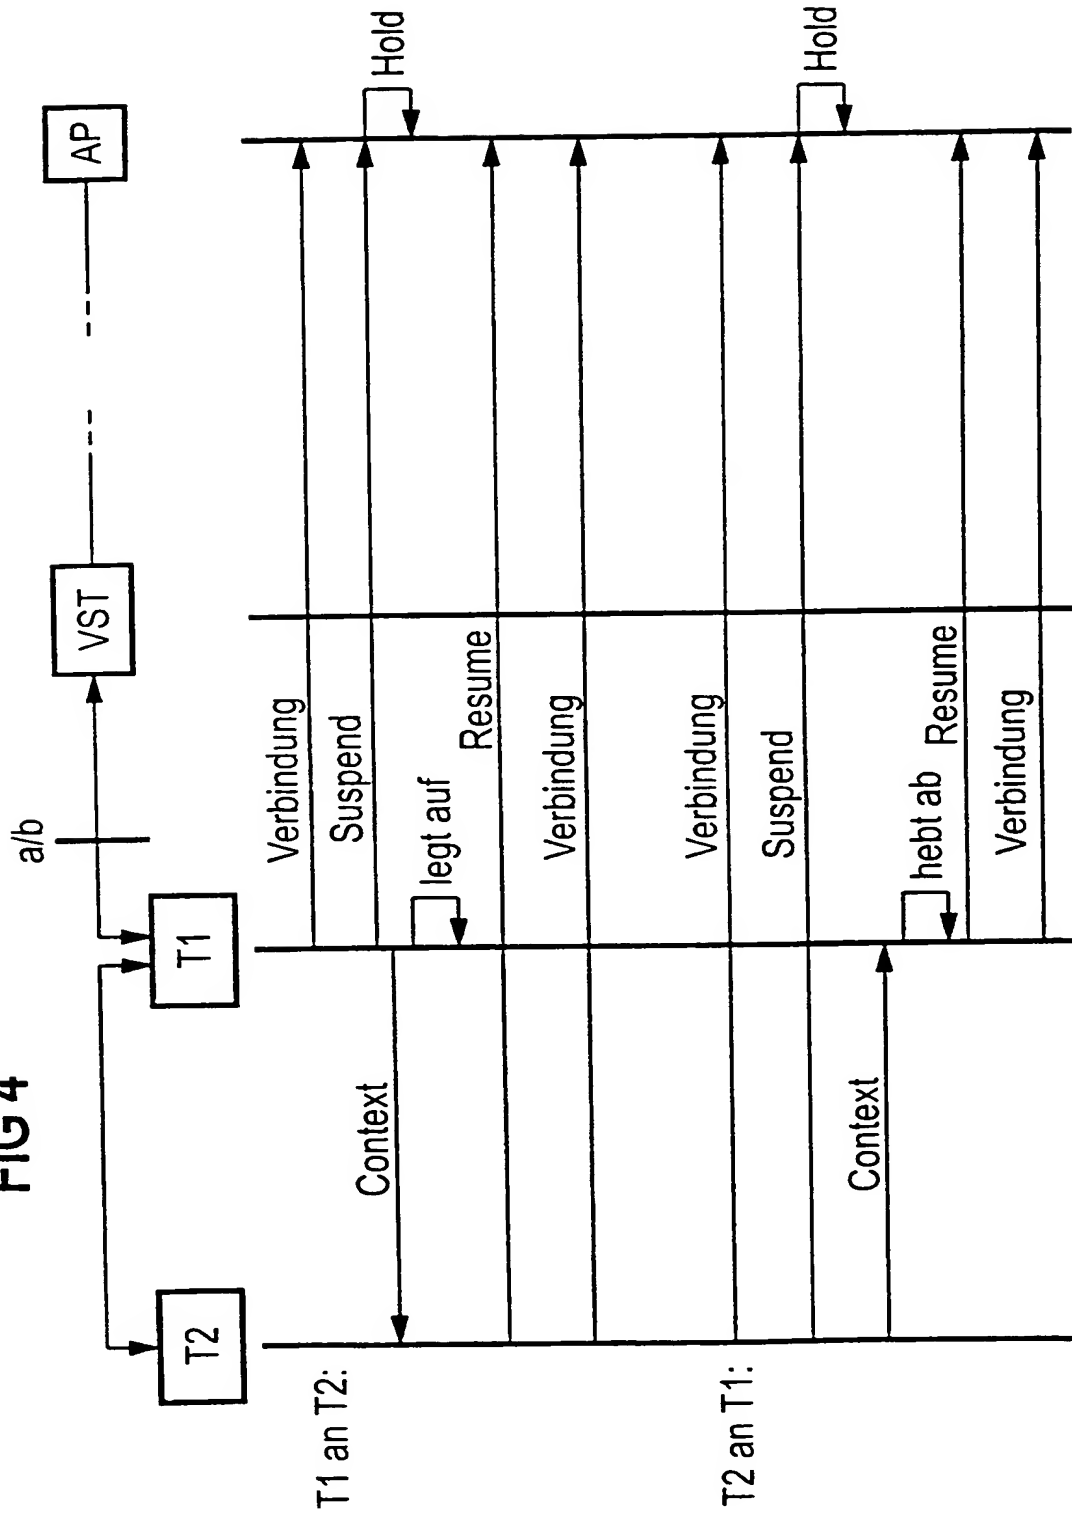 FIG 4
T2
T1
a/b
VST
AP
T1 an T2:
Verbindung
Suspend
Hold
Context
legt auf
Resume
Verbindung
T2 an T1:
Verbindung
Suspend
Hold
Context
hebt ab
Resume
Verbindung